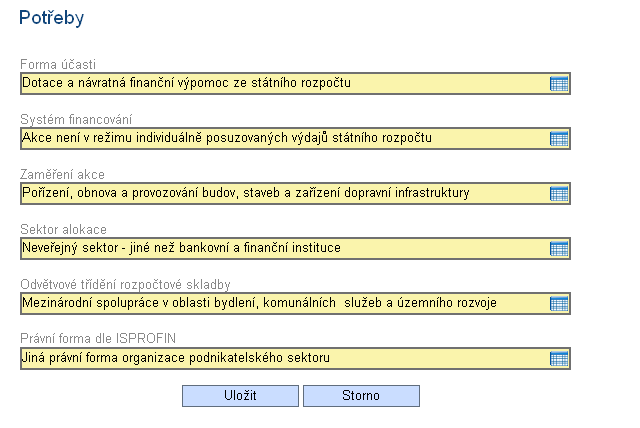 Potřeby
Forma účasti
Dotace a návratná finanční výpomoc ze státního rozpočtu
Systém financování
Akce není v režimu individuálně posuzovaných výdajů státního rozpočtu
Zaměření akce
Pořízení, obnova a provozování budov, staveb a zařízení dopravní infrastruktury
Sektor alokace
Neveřejný sektor - jiné než bankovní a finanční instituce
Odvětvové třídění rozpočtové skladby
Mezinárodní spolupráce v oblasti bydlení, komunálních  služeb a územního rozvoje
Právní forma dle ISPROFIN
Jiná právní forma organizace podnikatelského sektoru
Uložit Storno